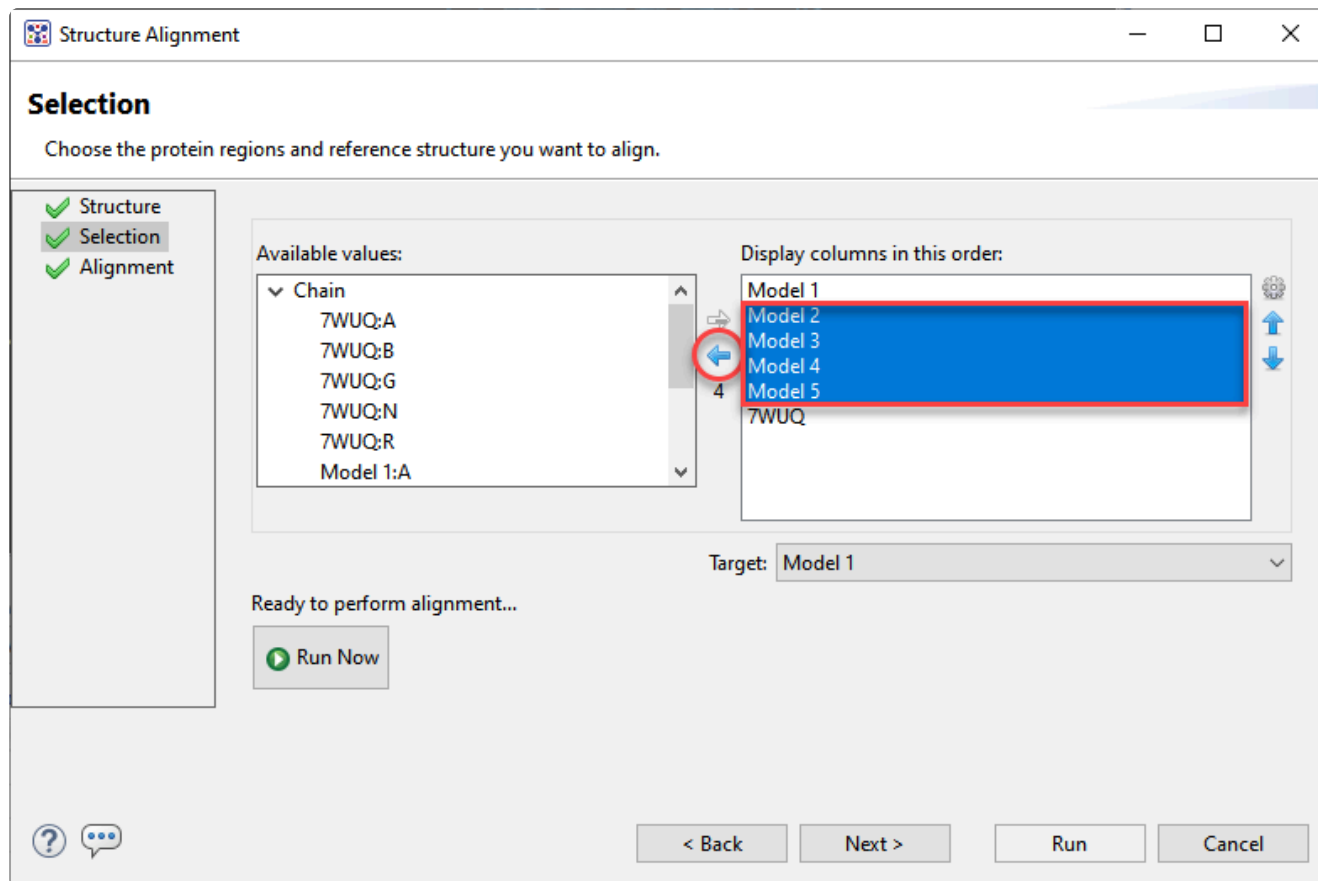 Structure Alignment
Selection
Choose the protein regions and reference structure you want to align.
Structure
Selection
Alignment
Available values:
Chain
7WUQ:A
7WUQ:B
7WUQ:G
7WUQ:N
7WUQ:R
Model 1:A
4
Display columns in this order:
Model 1
Model 2
Model 3
Model 4
Model 5
7WUQ
Target: Model 1
Ready to perform alignment...
Run Now
?
< Back Next > Run Cancel